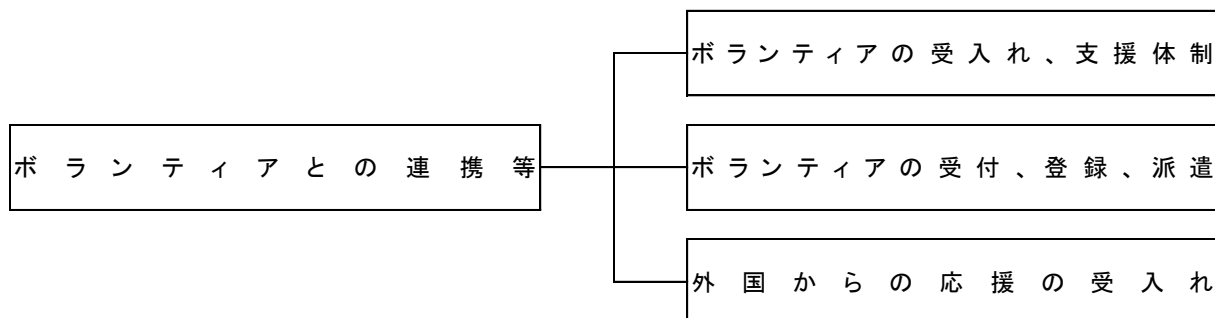 ボランティアの受入れ、支援体制
ボランティアとの連携等
ボランティアの受付、登録、派遣
外国からの応援の受入れ